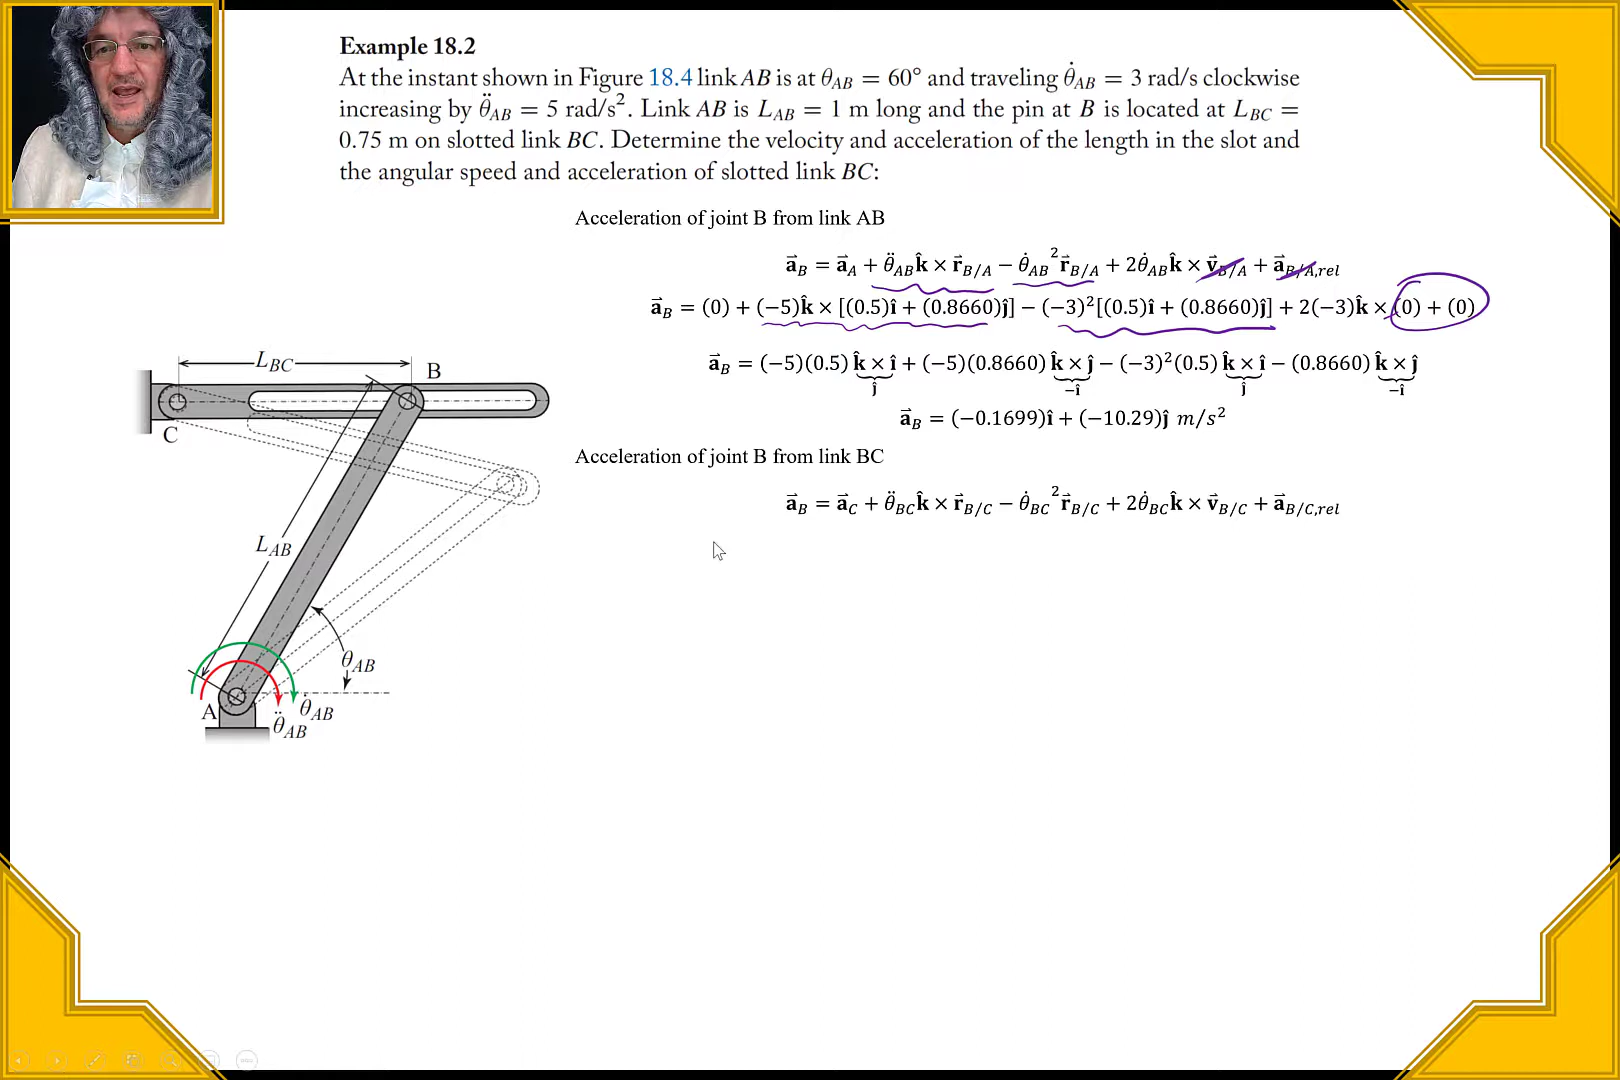 Example 18.2
At the instant shown in Figure 18.4 link AB is at θ_AB = 60° and traveling θ̇_AB = 3 rad/s clockwise
increasing by θ̈_AB = 5 rad/s². Link AB is L_AB = 1 m long and the pin at B is located at L_BC =
0.75 m on slotted link BC. Determine the velocity and acceleration of the length in the slot and
the angular speed and acceleration of slotted link BC:
Acceleration of joint B from link AB
a⃗_B = a⃗_A + θ̈_AB k̂ × r⃗_B/A − θ̇_AB² r⃗_B/A + 2θ̇_AB k̂ × v⃗_B/A + a⃗_B/A,rel
a⃗_B = (0) + (−5)k̂ × [(0.5)î + (0.8660)ĵ] − (−3)²[(0.5)î + (0.8660)ĵ] + 2(−3)k̂ × (0) + (0)
a⃗_B = (−5)(0.5) k̂ × î + (−5)(0.8660) k̂ × ĵ − (−3)²(0.5) k̂ × î − (0.8660) k̂ × ĵ
ĵ −î ĵ −î
a⃗_B = (−0.1699)î + (−10.29)ĵ m/s²
Acceleration of joint B from link BC
a⃗_B = a⃗_C + θ̈_BC k̂ × r⃗_B/C − θ̇_BC² r⃗_B/C + 2θ̇_BC k̂ × v⃗_B/C + a⃗_B/C,rel
L_BC
B
C
L_AB
θ_AB
A
θ̇_AB
θ̈_AB